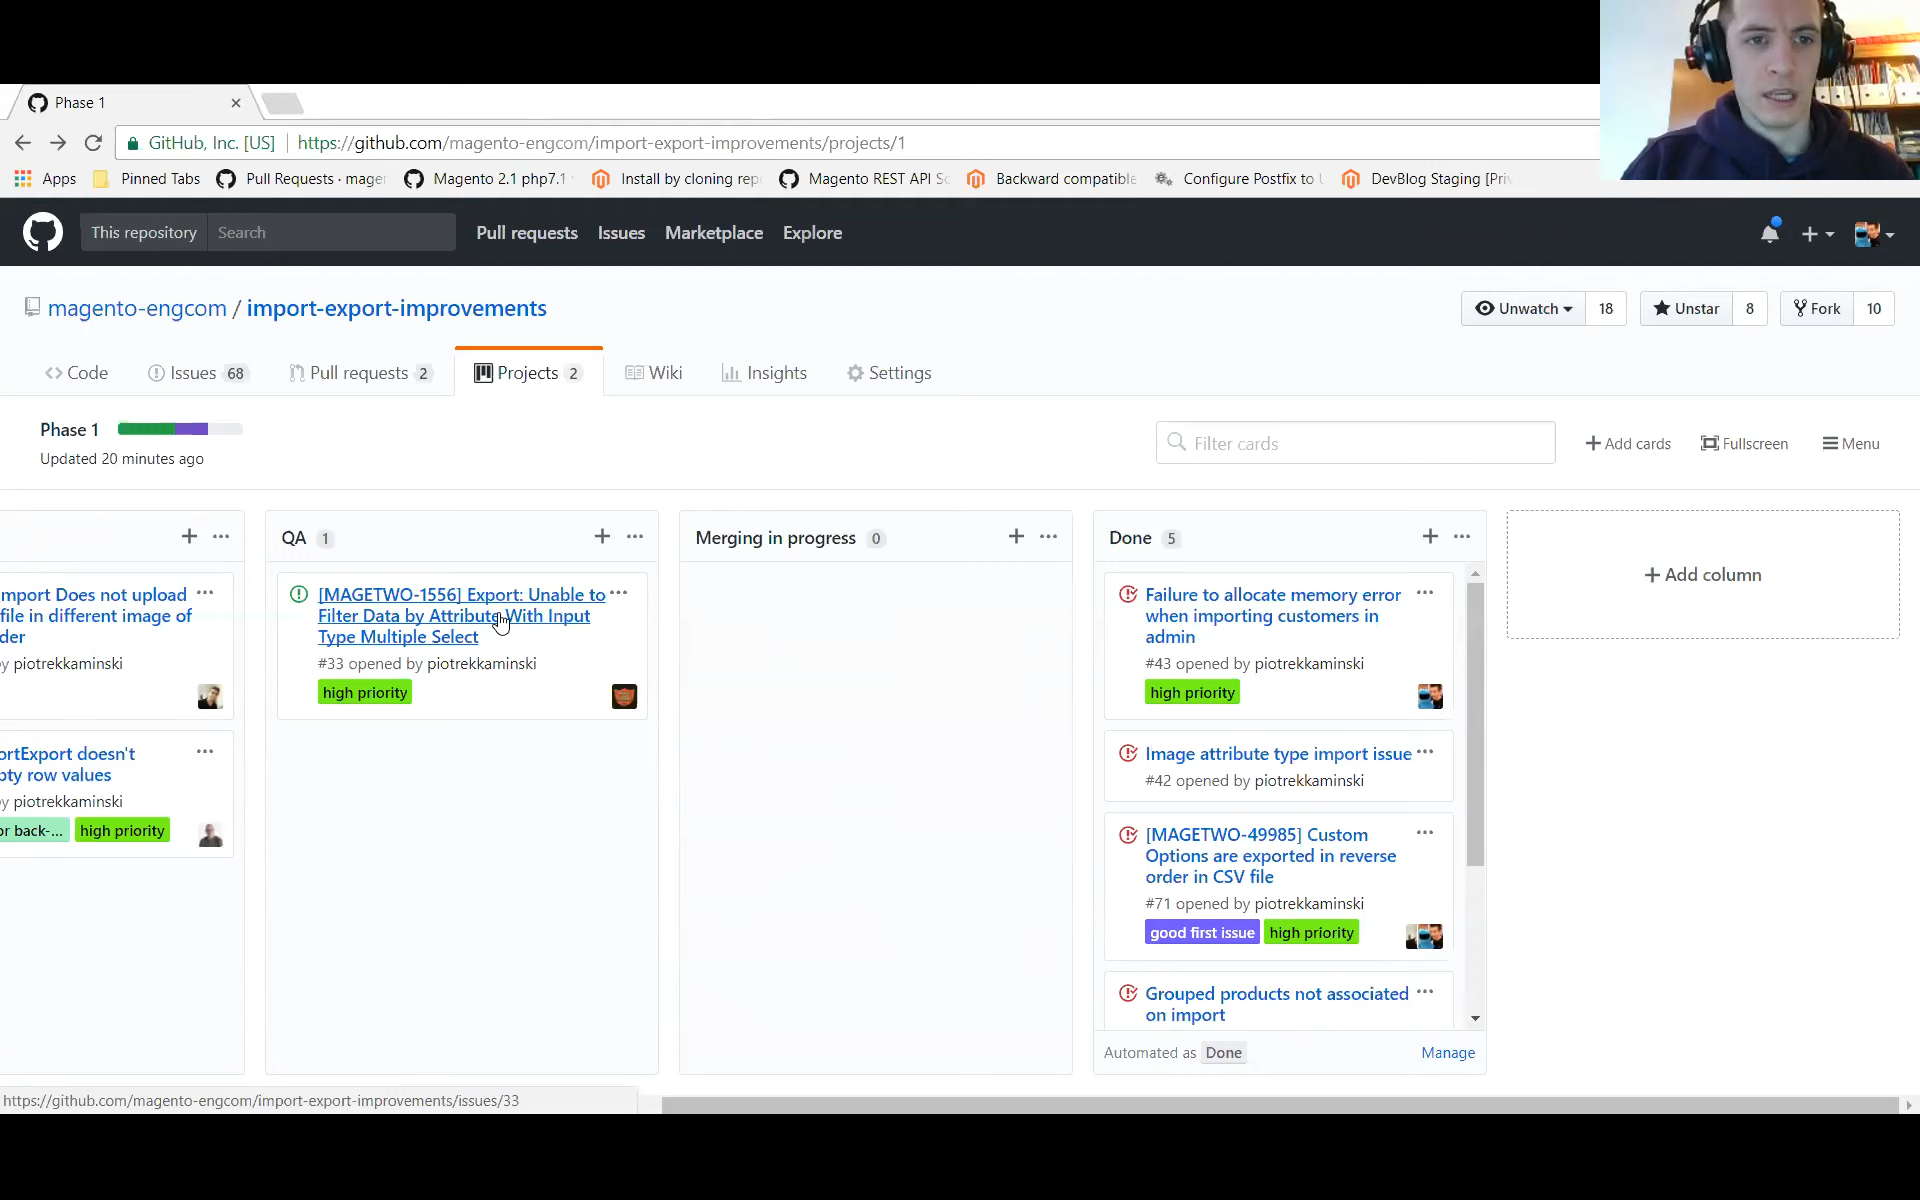 Phase 1
GitHub, Inc. [US]
https://github.com/magento-engcom/import-export-improvements/projects/1
Apps
Pinned Tabs
Pull Requests · mage
Magento 2.1 php7.1
Install by cloning rep
Magento REST API
Backward compatible
Configure Postfix to
DevBlog Staging
This repository
Search
Pull requests
Issues
Marketplace
Explore
magento-engcom / import-export-improvements
Unwatch 18
Unstar 8
Fork 10
Code
Issues 68
Pull requests 2
Projects 2
Wiki
Insights
Settings
Phase 1
Updated 20 minutes ago
Filter cards
Add cards
Fullscreen
Menu
mport Does not upload
file in different image of
der
y piotrekkaminski
ortExport doesn't
pty row values
y piotrekkaminski
or back-...
high priority
QA 1
[MAGETWO-1556] Export: Unable to
Filter Data by Attribute With Input
Type Multiple Select
#33 opened by piotrekkaminski
high priority
Merging in progress 0
Done 5
Failure to allocate memory error
when importing customers in
admin
#43 opened by piotrekkaminski
high priority
Image attribute type import issue
#42 opened by piotrekkaminski
[MAGETWO-49985] Custom
Options are exported in reverse
order in CSV file
#71 opened by piotrekkaminski
good first issue
high priority
Grouped products not associated
on import
Automated as Done
Manage
Add column
https://github.com/magento-engcom/import-export-improvements/issues/33